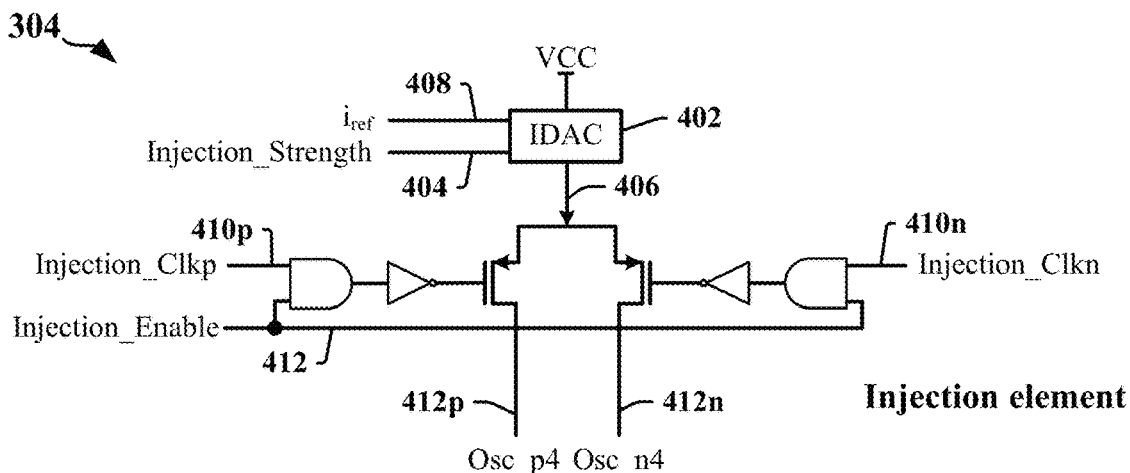 304
VCC
408
i_ref
IDAC
402
Injection_Strength
404
406
410p
410n
Injection_Clkp
Injection_Clkn
Injection_Enable
412
412p
412n
Injection element
Osc_p4 Osc_n4